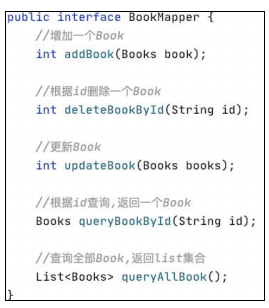 public interface BookMapper {
//增加一个Book
int addBook(Books book);
//根据id删除一个Book
int deleteBookById(String id);
//更新Book
int updateBook(Books books);
//根据id查询,返回一个Book
Books queryBookById(String id);
//查询全部Book,返回list集合
List<Books> queryAllBook();
}